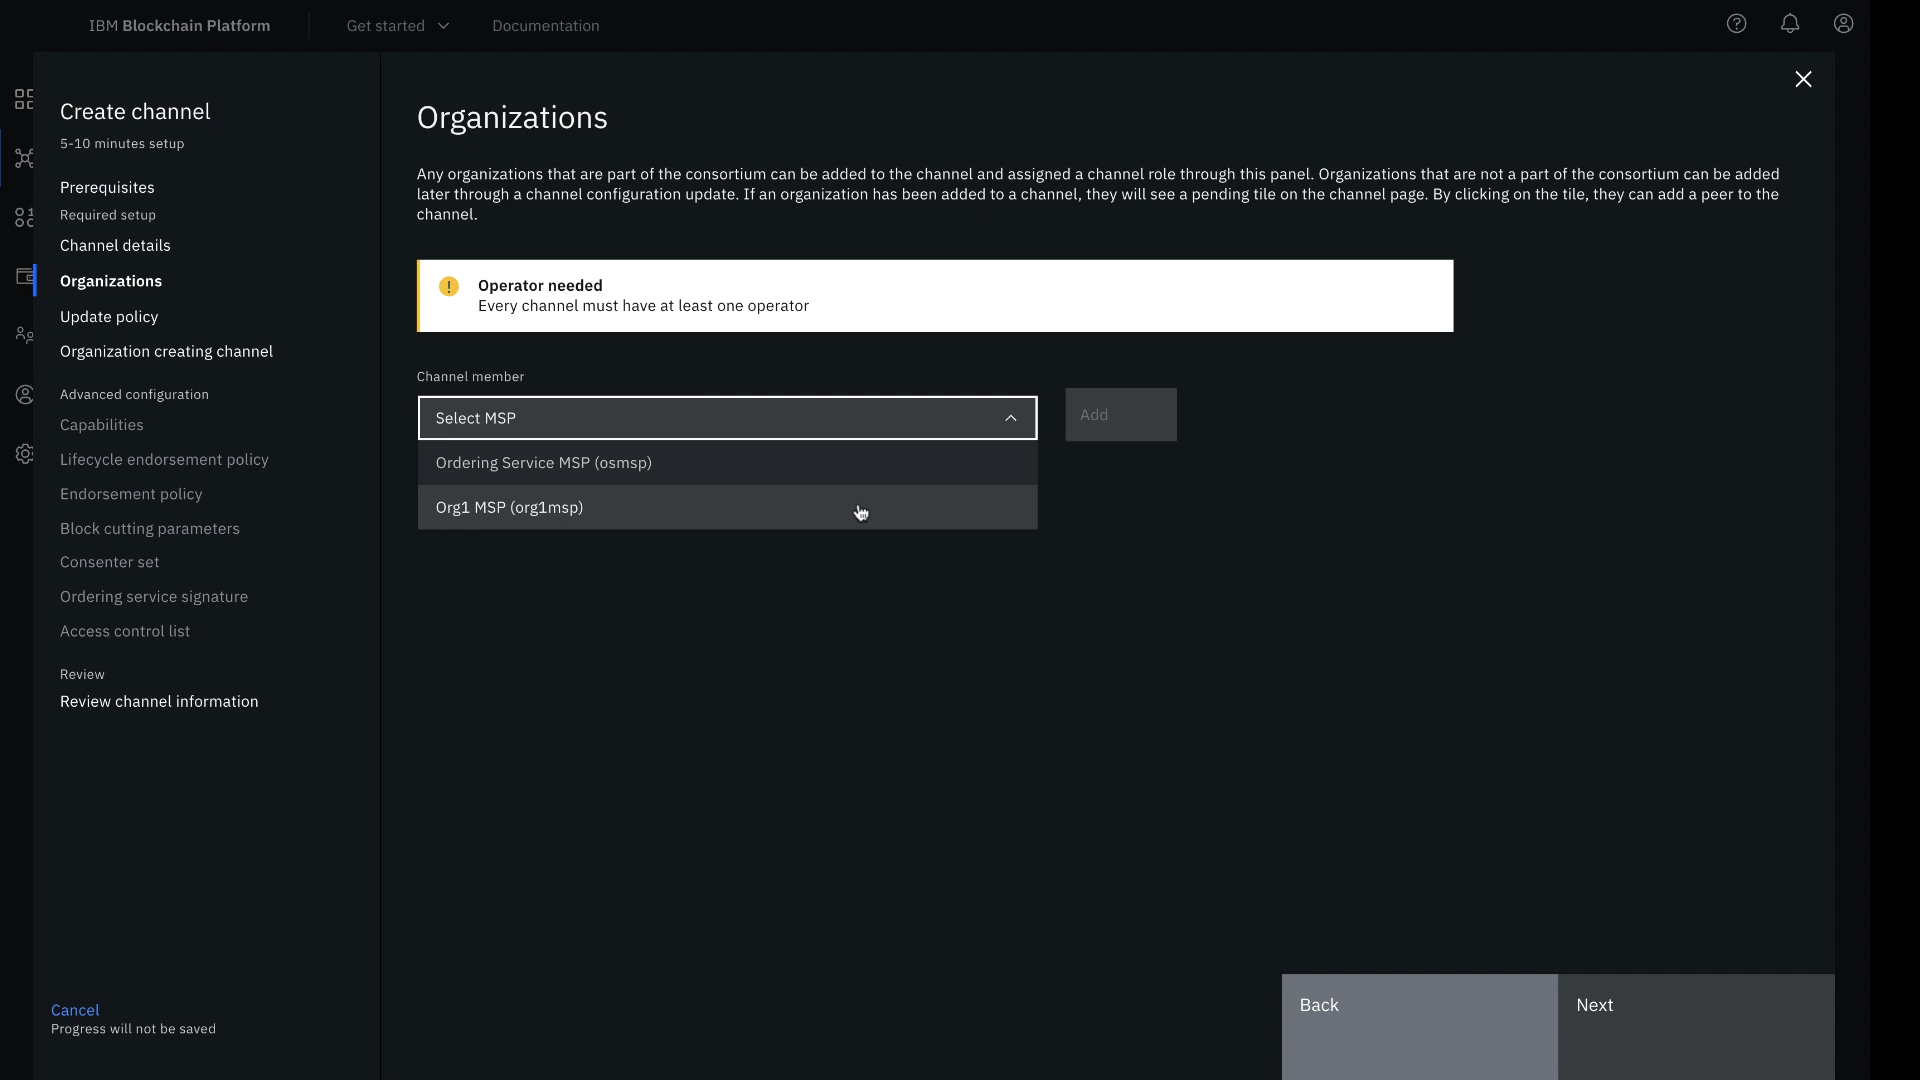 IBM Blockchain Platform
Get started
Documentation
Create channel
5-10 minutes setup
Prerequisites
Required setup
Channel details
Organizations
Update policy
Organization creating channel
Advanced configuration
Capabilities
Lifecycle endorsement policy
Endorsement policy
Block cutting parameters
Consenter set
Ordering service signature
Access control list
Review
Review channel information
Cancel
Progress will not be saved
Organizations
Any organizations that are part of the consortium can be added to the channel and assigned a channel role through this panel. Organizations that are not a part of the consortium can be added
later through a channel configuration update. If an organization has been added to a channel, they will see a pending tile on the channel page. By clicking on the tile, they can add a peer to the
channel.
Operator needed
Every channel must have at least one operator
Channel member
Select MSP
Add
Ordering Service MSP (osmsp)
Org1 MSP (org1msp)
Back
Next